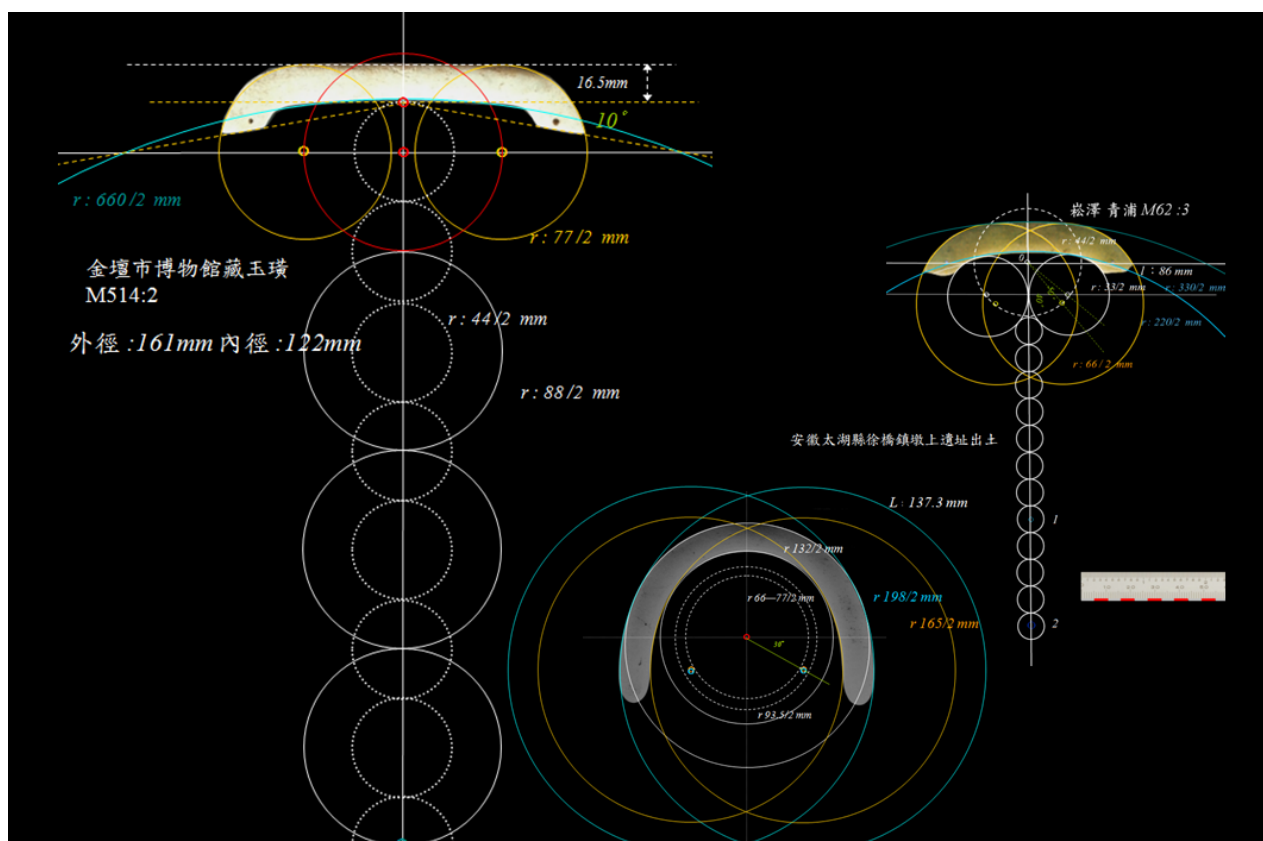 16.5mm
10°
r : 660/2 mm
r : 77/2 mm
金壇市博物館藏玉璜
M514:2
外徑 :161mm 內徑 :122mm
r : 44/2 mm
r : 88/2 mm
崧澤 青浦 M62 :3
r : 44/2 mm
l : 86 mm
r : 33/2 mm
r : 330/2 mm
r : 220/2 mm
r : 66/2 mm
安徽太湖縣徐橋鎮墩上遺址出土
1
2
L : 137.3 mm
r 132/2 mm
r 66—77/2 mm
r 198/2 mm
r 165/2 mm
30°
r 93.5/2 mm